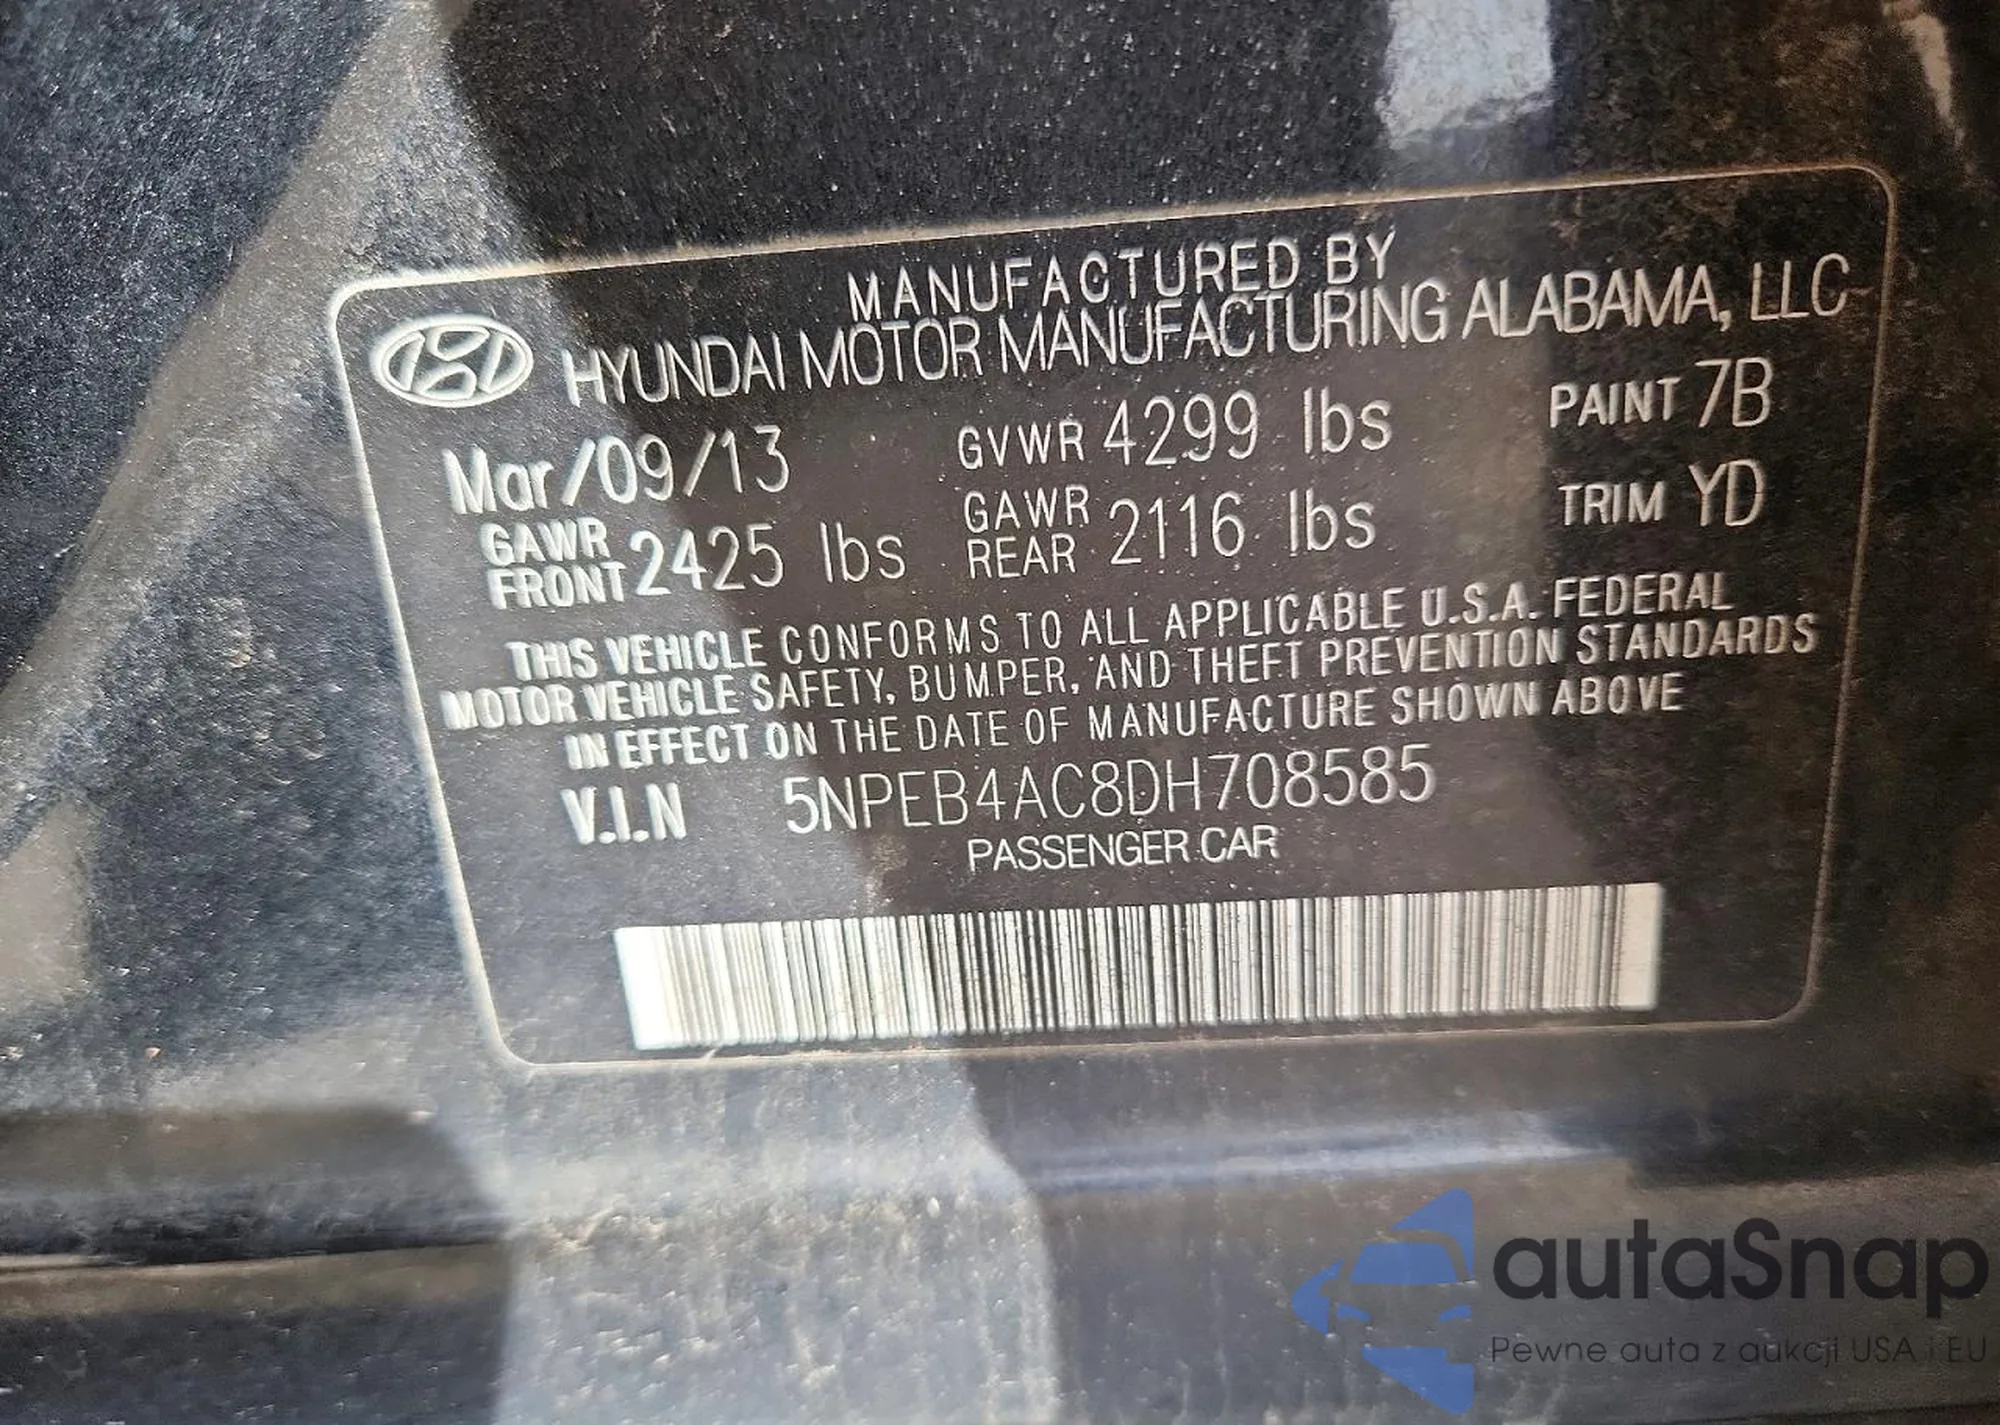 MANUFACTURED BY
HYUNDAI MOTOR MANUFACTURING ALABAMA, LLC
Mar/09/13 GVWR 4299 lbs PAINT 7B
GAWR FRONT 2425 lbs GAWR REAR 2116 lbs TRIM YD
THIS VEHICLE CONFORMS TO ALL APPLICABLE U.S.A. FEDERAL
MOTOR VEHICLE SAFETY, BUMPER, AND THEFT PREVENTION STANDARDS
IN EFFECT ON THE DATE OF MANUFACTURE SHOWN ABOVE
V.I.N 5NPEB4AC8DH708585
PASSENGER CAR
autaSnap
Pewne auta z aukcji USA i EU